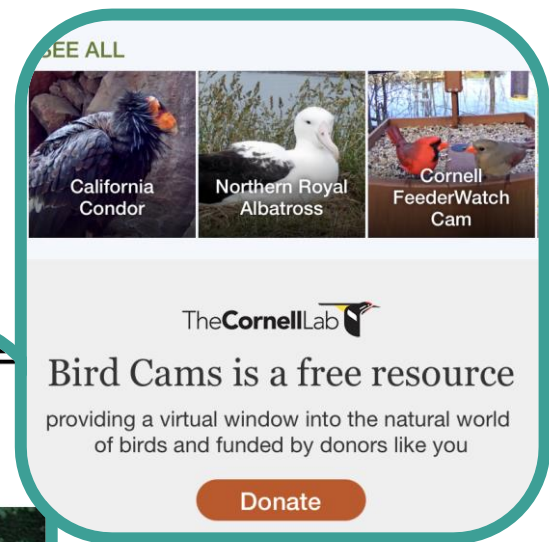 SEE ALL
California
Condor
Northern Royal
Albatross
Cornell
FeederWatch
Cam
TheCornellLab
Bird Cams is a free resource
providing a virtual window into the natural world
of birds and funded by donors like you
Donate